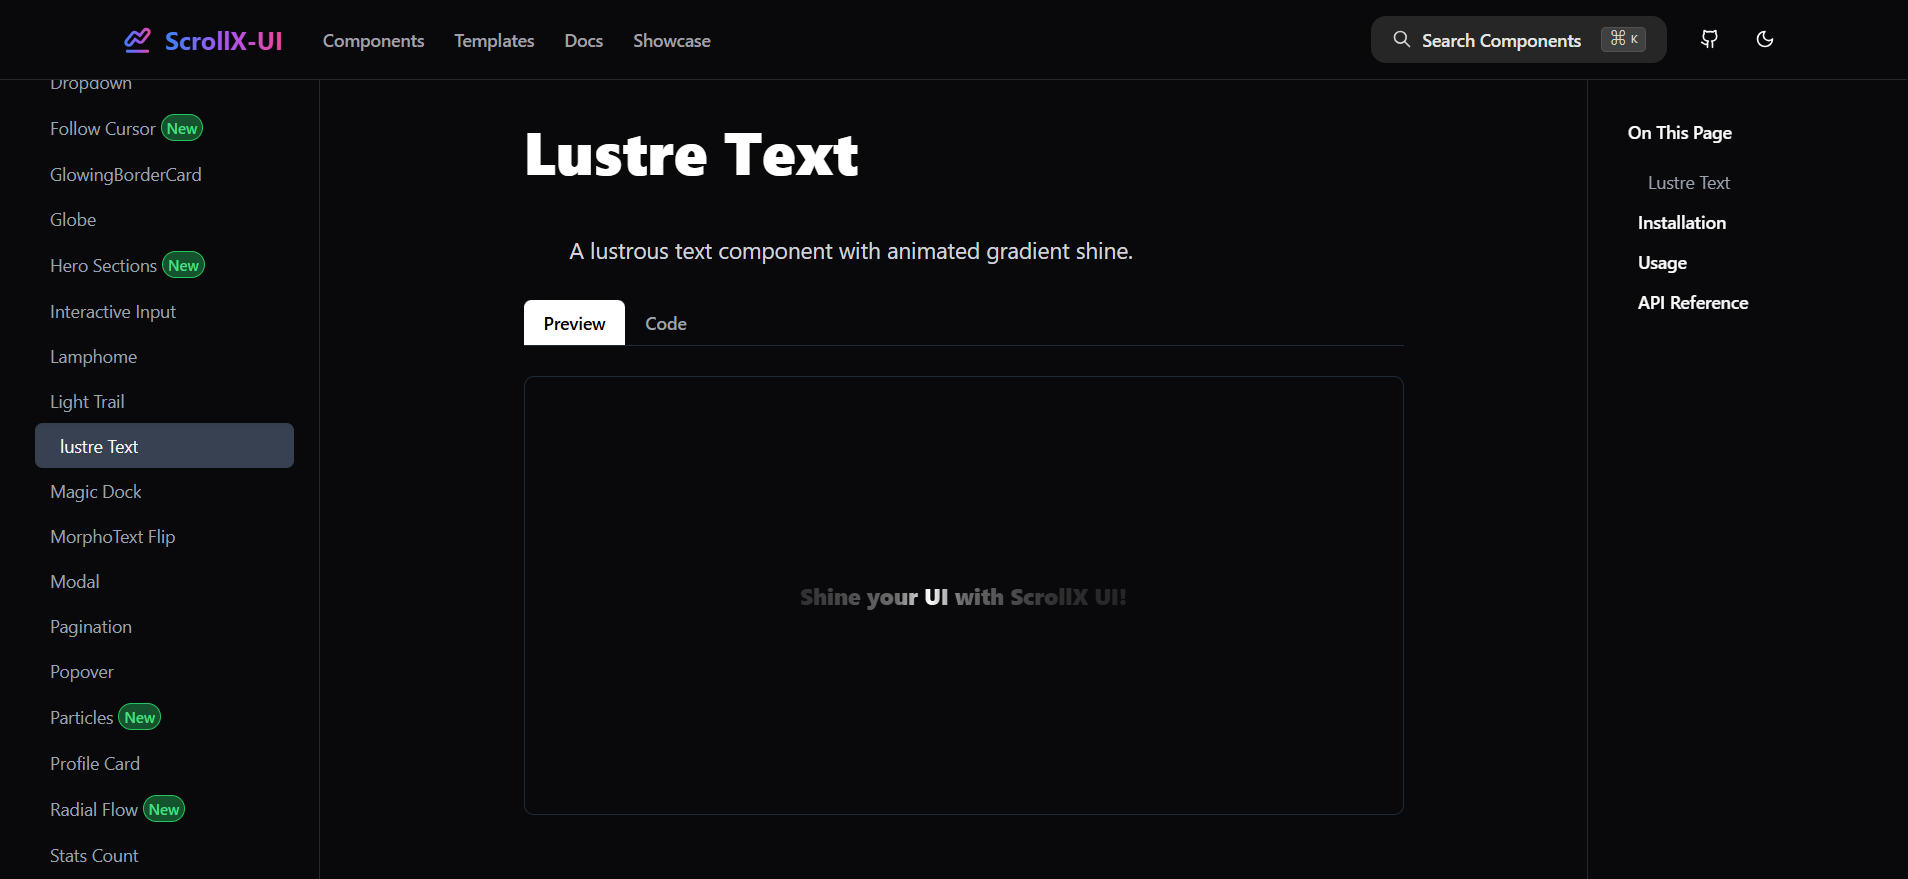 ScrollX-UI
Components
Templates
Docs
Showcase
Search Components
⌘ K
Dropdown
Follow Cursor New
GlowingBorderCard
Globe
Hero Sections New
Interactive Input
Lamphome
Light Trail
lustre Text
Magic Dock
MorphoText Flip
Modal
Pagination
Popover
Particles New
Profile Card
Radial Flow New
Stats Count
Lustre Text
A lustrous text component with animated gradient shine.
Preview
Code
Shine your UI with ScrollX UI!
On This Page
Lustre Text
Installation
Usage
API Reference